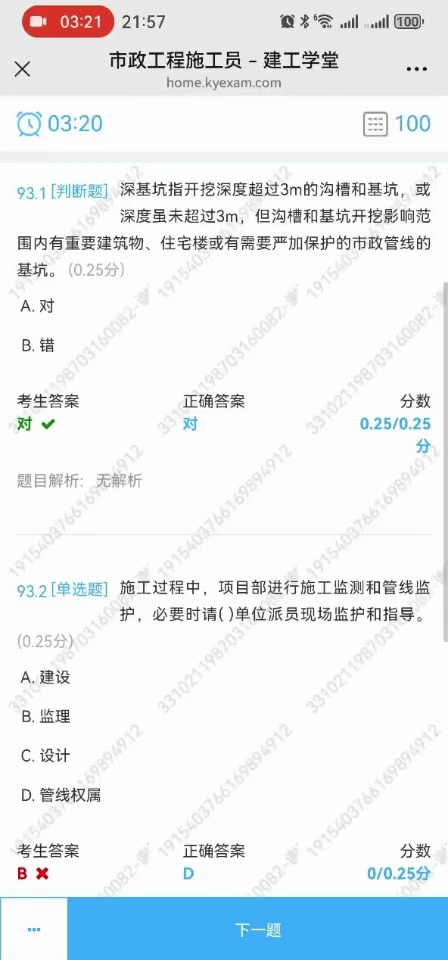 03:21 21:57 100
市政工程施工员 – 建工学堂
home.kyexam.com
03:20 100
93.1 [判断题] 深基坑指开挖深度超过3m的沟槽和基坑，或
深度虽未超过3m，但沟槽和基坑开挖影响范
围内有重要建筑物、住宅楼或有需要严加保护的市政管线的
基坑。(0.25分)
A. 对
B. 错
考生答案 正确答案 分数
对 对 0.25/0.25
分
题目解析： 无解析
93.2 [单选题] 施工过程中，项目部进行施工监测和管线监
护，必要时请( )单位派员现场监护和指导。
(0.25分)
A. 建设
B. 监理
C. 设计
D. 管线权属
考生答案 正确答案 分数
B D 0/0.25分
下一题